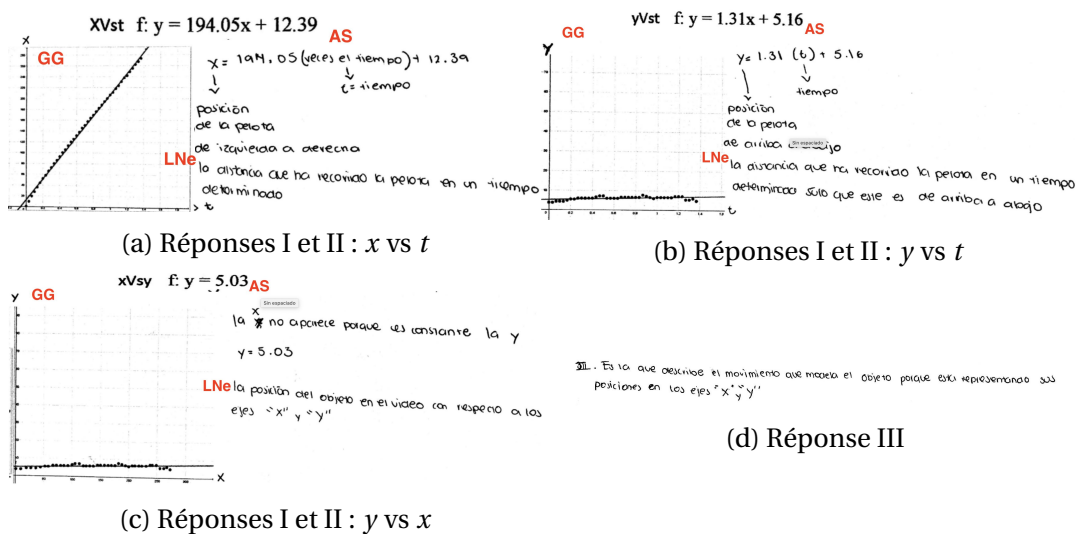 XVst f: y = 194.05x + 12.39
GG
AS
X
x = 194.05 (veces el tiempo) + 12.39
t = tiempo
posición
de la pelota
de izquierda a derecha
LNe
la distancia que ha recorrido la pelota en un tiempo
determinado
t
(a) Réponses I et II : x vs t
yVst f: y = 1.31x + 5.16
GG
AS
Y
y = 1.31 (t) + 5.16
tiempo
posición
de la pelota
de arriba a abajo
Sin espaciado
LNe
la distancia que ha recorrido la pelota en un tiempo
determinado solo que este es de arriba a abajo
t
(b) Réponses I et II : y vs t
xVsy f: y = 5.03
GG
AS
Y
Sin espaciado
x
la no aparece porque es constante la y
y = 5.03
LNe
la posición del objeto en el video con respecto a los
ejes "x" y "y"
X
(c) Réponses I et II : y vs x
III. Es la que describe el movimiento que modela el objeto porque esta representando sus
posiciones en los ejes "x" y "y"
(d) Réponse III